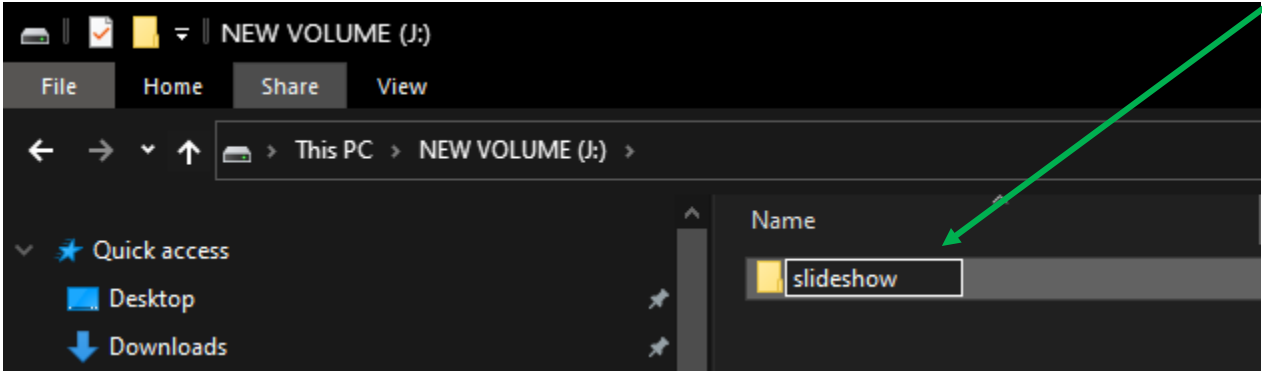 NEW VOLUME (J:)
File Home Share View
This PC > NEW VOLUME (J:) >
Name
Quick access
slideshow
Desktop
Downloads